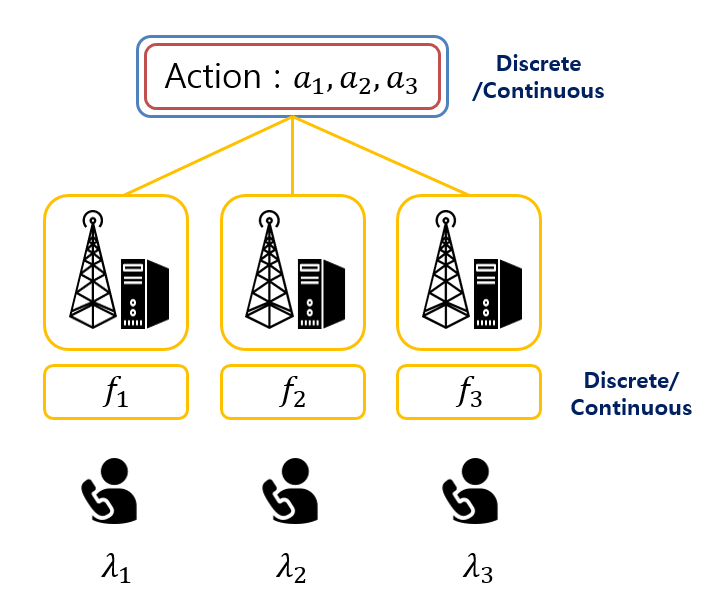 Action : a₁, a₂, a₃
Discrete
/Continuous
f₁
f₂
f₃
Discrete/
Continuous
λ₁
λ₂
λ₃